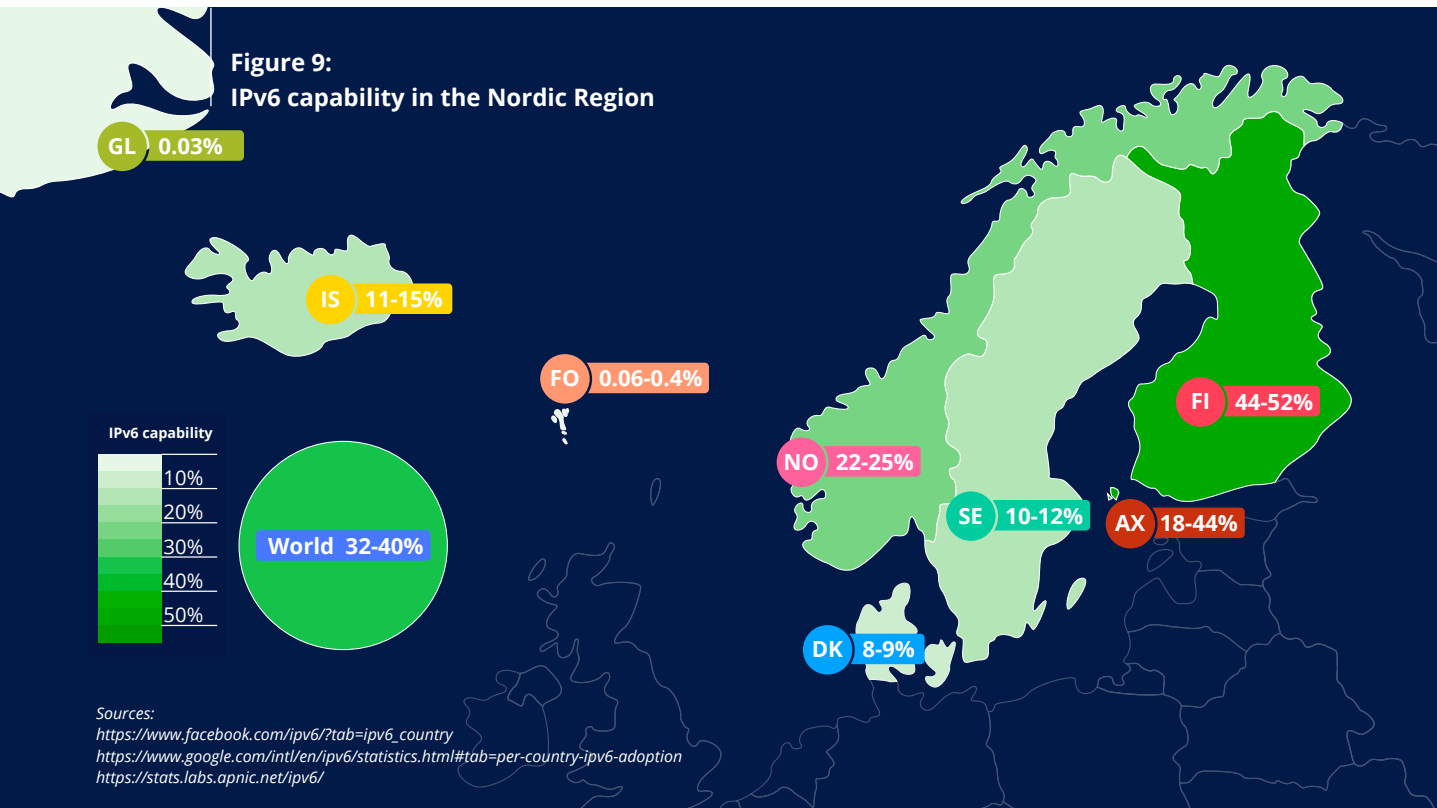 Figure 9:
IPv6 capability in the Nordic Region
GL 0.03%
IS 11-15%
FO 0.06-0.4%
FI 44-52%
NO 22-25%
SE 10-12%
AX 18-44%
DK 8-9%
IPv6 capability
10%
20%
30%
40%
50%
World 32-40%
Sources:
https://www.facebook.com/ipv6/?tab=ipv6_country
https://www.google.com/intl/en/ipv6/statistics.html#tab=per-country-ipv6-adoption
https://stats.labs.apnic.net/ipv6/